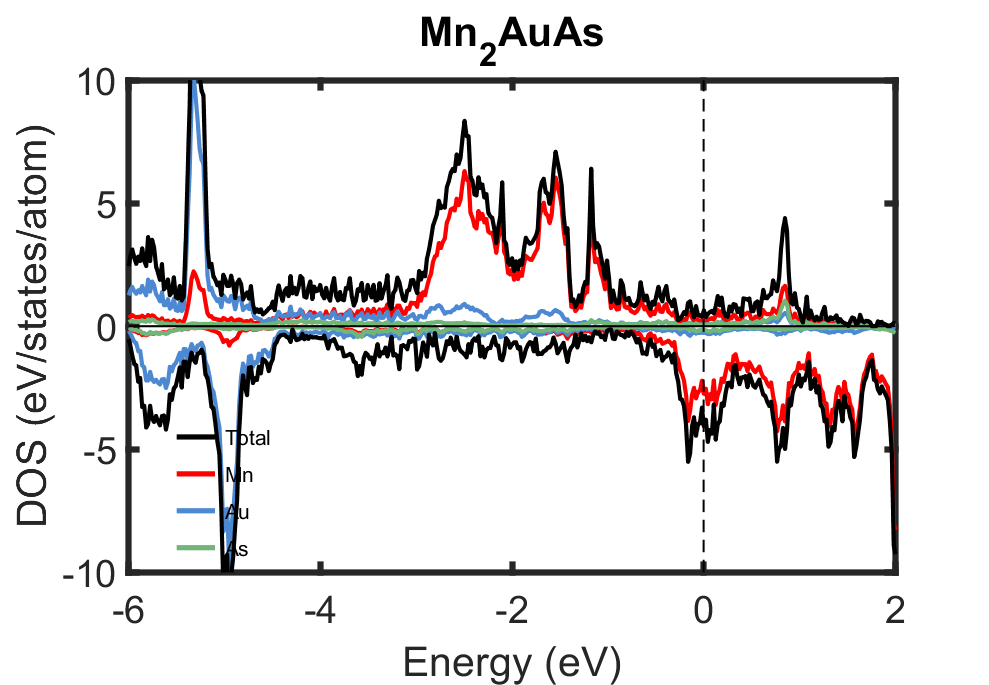 Mn2AuAs
10
5
0
-5
-10
DOS (eV/states/atom)
Total
Mn
Au
As
-6 -4 -2 0 2
Energy (eV)